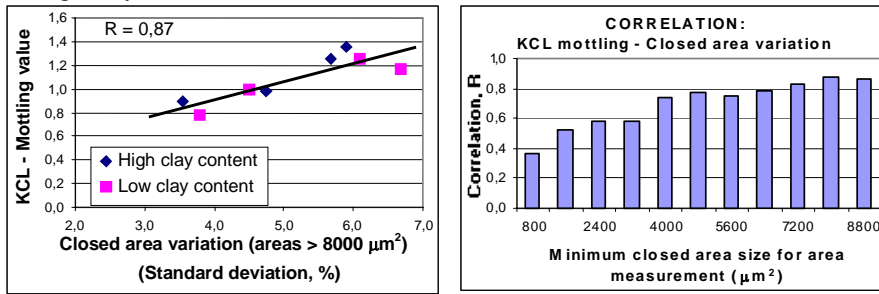 R = 0,87
KCL - Mottling value
1,6
1,4
1,2
1,0
0,8
0,6
0,4
0,2
0,0
High clay content
Low clay content
2,0 3,0 4,0 5,0 6,0 7,0
Closed area variation (areas > 8000 μm²)
(Standard deviation, %)
CORRELATION:
KCL mottling - Closed area variation
Correlation, R
1,0
0,8
0,6
0,4
0,2
0,0
800 2400 4000 5600 7200 8800
Minimum closed area size for area
measurement (μm²)